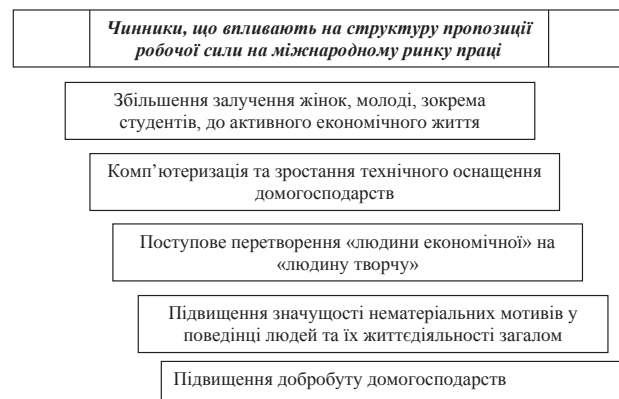 Чинники, що впливають на структуру пропозиції
робочої сили на міжнародному ринку праці
Збільшення залучення жінок, молоді, зокрема
студентів, до активного економічного життя
Комп’ютеризація та зростання технічного оснащення
домогосподарств
Поступове перетворення «людини економічної» на
«людину творчу»
Підвищення значущості нематеріальних мотивів у
поведінці людей та їх життєдіяльності загалом
Підвищення добробуту домогосподарств